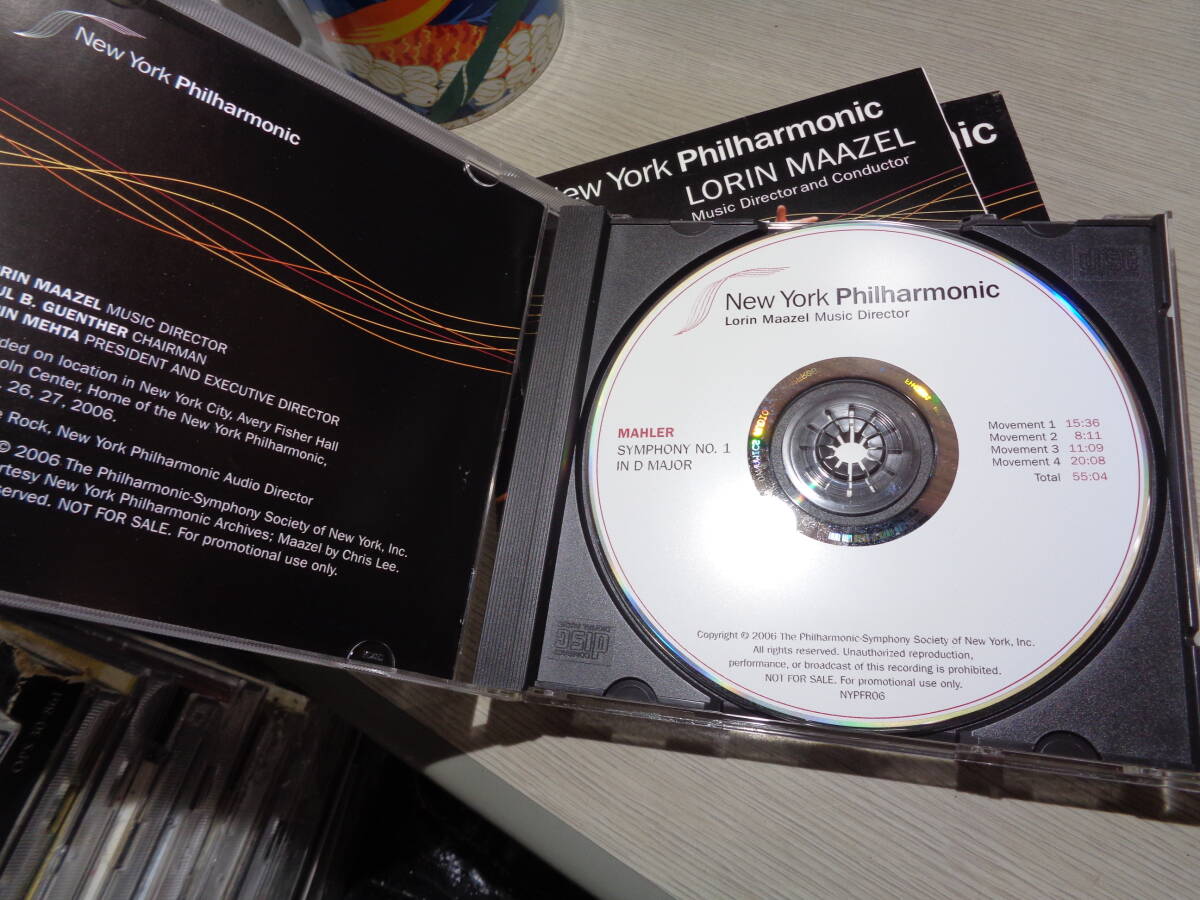 New York Philharmonic
LORIN MAAZEL MUSIC DIRECTOR
PAUL B. GUENTHER CHAIRMAN
MEHTA PRESIDENT AND EXECUTIVE DIRECTOR
on location in New York City, Avery Fisher Hall
Center, Home of the New York Philharmonic,
26, 27, 2006.
Rock, New York Philharmonic Audio Director
© 2006 The Philharmonic-Symphony Society of New York, Inc.
New York Philharmonic Archives; Maazel by Chris Lee.
NOT FOR SALE. For promotional use only.
New York Philharmonic
LORIN MAAZEL
Music Director and Conductor
New York Philharmonic
Lorin Maazel Music Director
MAHLER
SYMPHONY NO. 1
IN D MAJOR
Movement 1 15:36
Movement 2 8:11
Movement 3 11:09
Movement 4 20:08
Total 55:04
Copyright © 2006 The Philharmonic-Symphony Society of New York, Inc.
All rights reserved. Unauthorized reproduction,
performance, or broadcast of this recording is prohibited.
NOT FOR SALE. For promotional use only.
NYPFR06